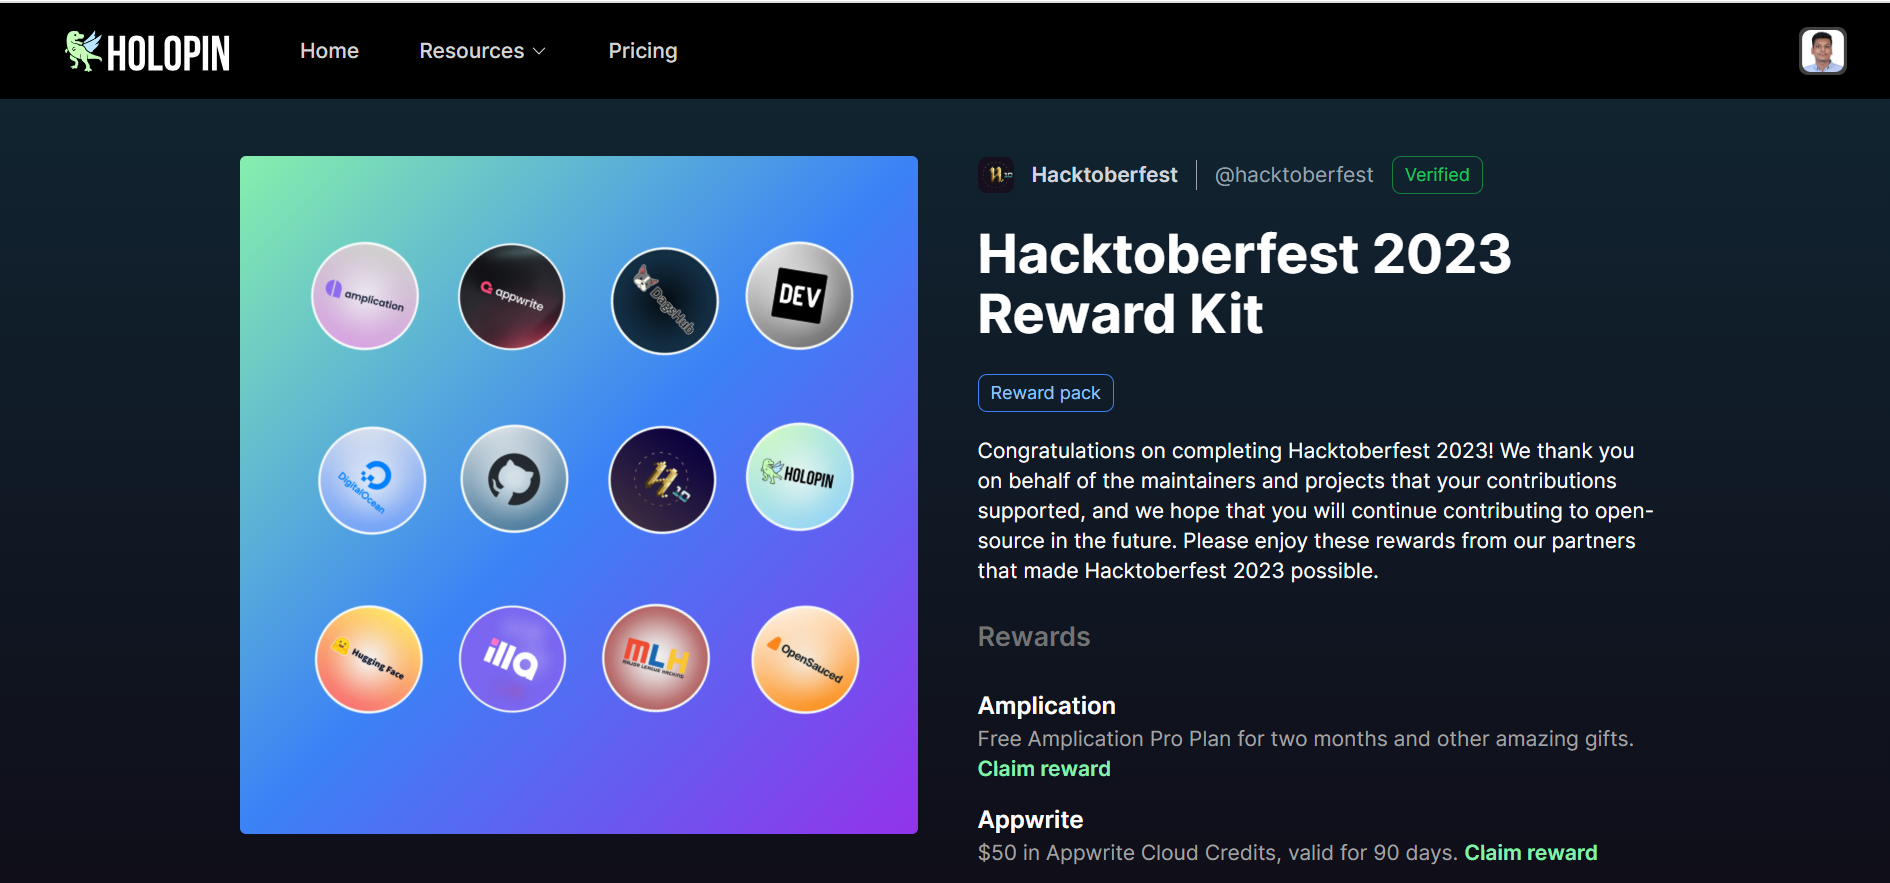 HOLOPIN
Home
Resources
Pricing
Hacktoberfest
@hacktoberfest
Verified
Hacktoberfest 2023
Reward Kit
Reward pack
Congratulations on completing Hacktoberfest 2023! We thank you
on behalf of the maintainers and projects that your contributions
supported, and we hope that you will continue contributing to open-
source in the future. Please enjoy these rewards from our partners
that made Hacktoberfest 2023 possible.
Rewards
Amplication
Free Amplication Pro Plan for two months and other amazing gifts.
Claim reward
Appwrite
$50 in Appwrite Cloud Credits, valid for 90 days. Claim reward
amplication
appwrite
DagsHub
DEV
DigitalOcean
H 10
HOLOPIN
Hugging Face
illa
MLH
MAJOR LEAGUE HACKING
OpenSauced